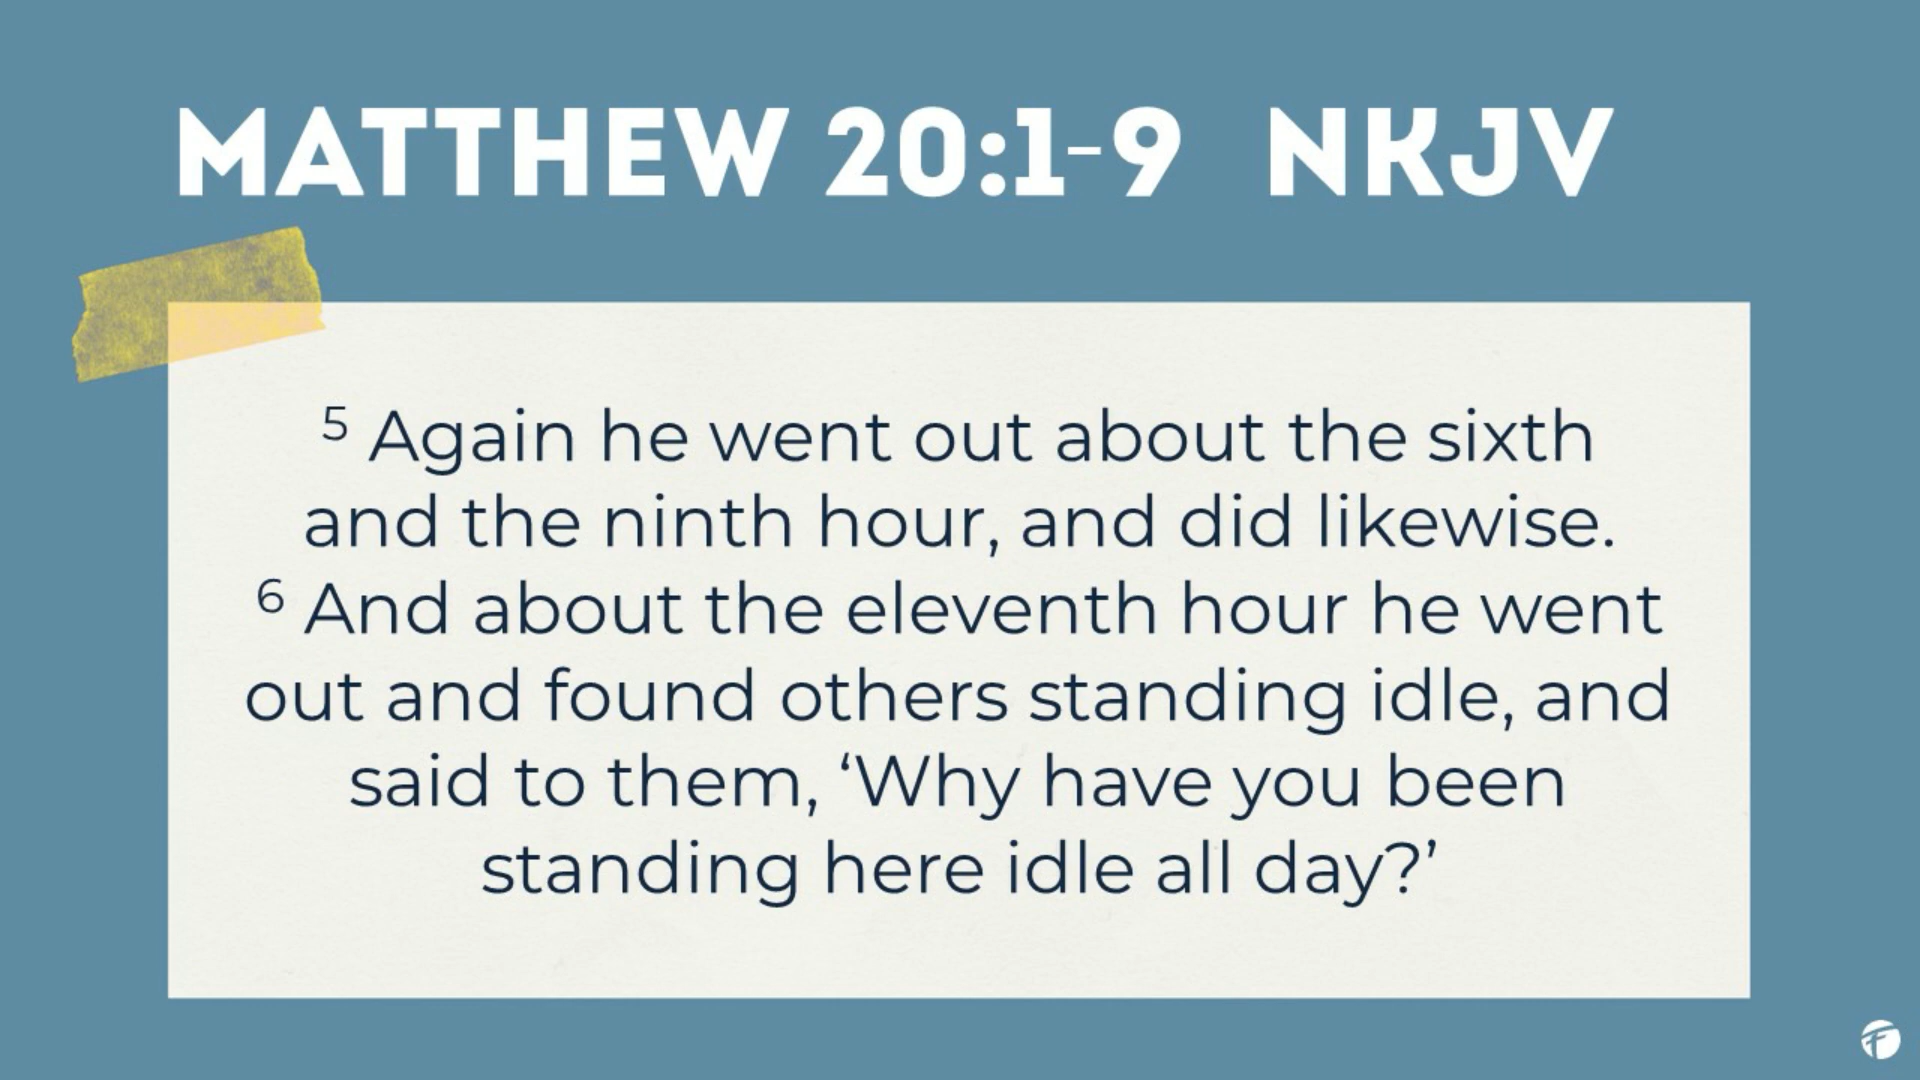 MATTHEW 20:1-9 NKJV
5 Again he went out about the sixth
and the ninth hour, and did likewise.
6 And about the eleventh hour he went
out and found others standing idle, and
said to them, ‘Why have you been
standing here idle all day?’